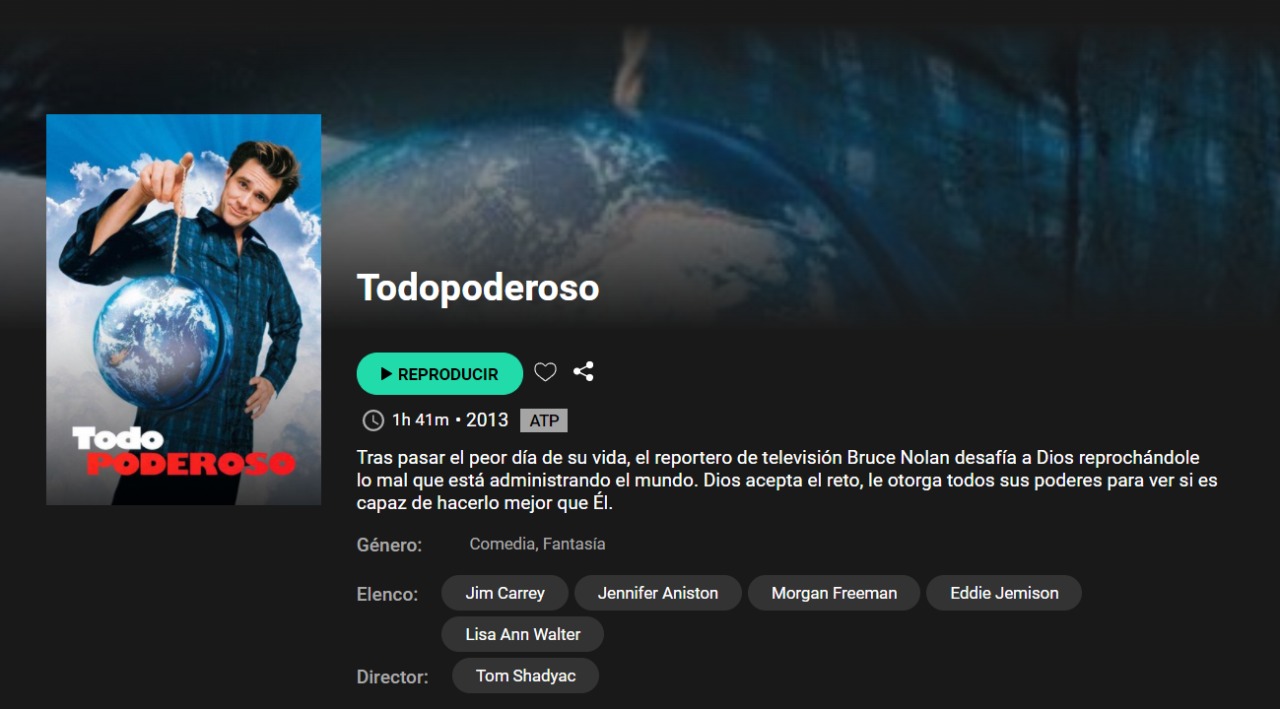 Todo
PODEROSO
Todopoderoso
REPRODUCIR
1h 41m • 2013 ATP
Tras pasar el peor día de su vida, el reportero de televisión Bruce Nolan desafía a Dios reprochándole
lo mal que está administrando el mundo. Dios acepta el reto, le otorga todos sus poderes para ver si es
capaz de hacerlo mejor que Él.
Género: Comedia, Fantasía
Elenco: Jim Carrey Jennifer Aniston Morgan Freeman Eddie Jemison
Lisa Ann Walter
Director: Tom Shadyac